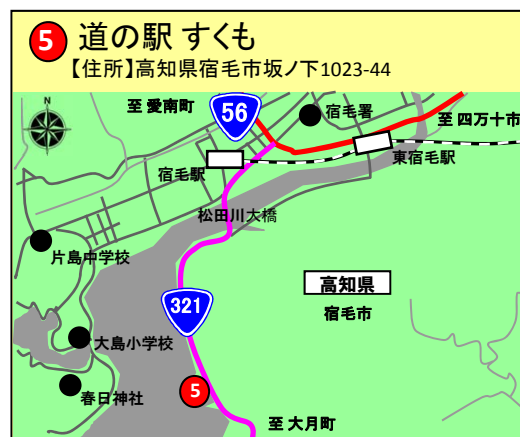 5 道の駅 すくも
【住所】高知県宿毛市坂ノ下1023-44
N
至 愛南町
56
宿毛署
至 四万十市
宿毛駅
東宿毛駅
松田川大橋
片島中学校
高知県
宿毛市
321
大島小学校
5
春日神社
至 大月町